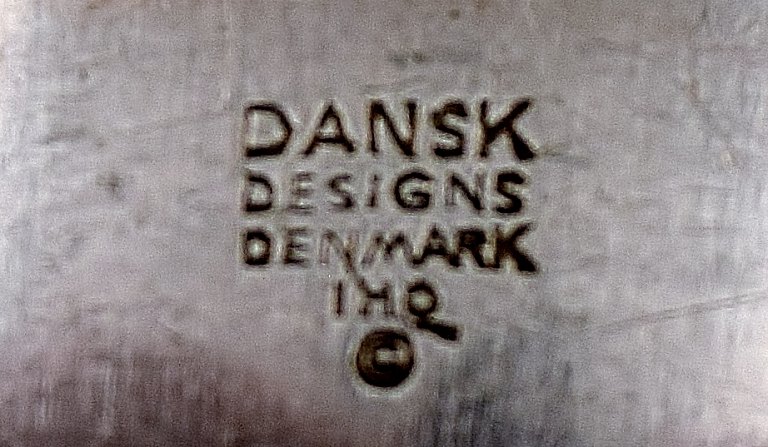 DANSK
DESIGNS
DENMARK
IHQ
©